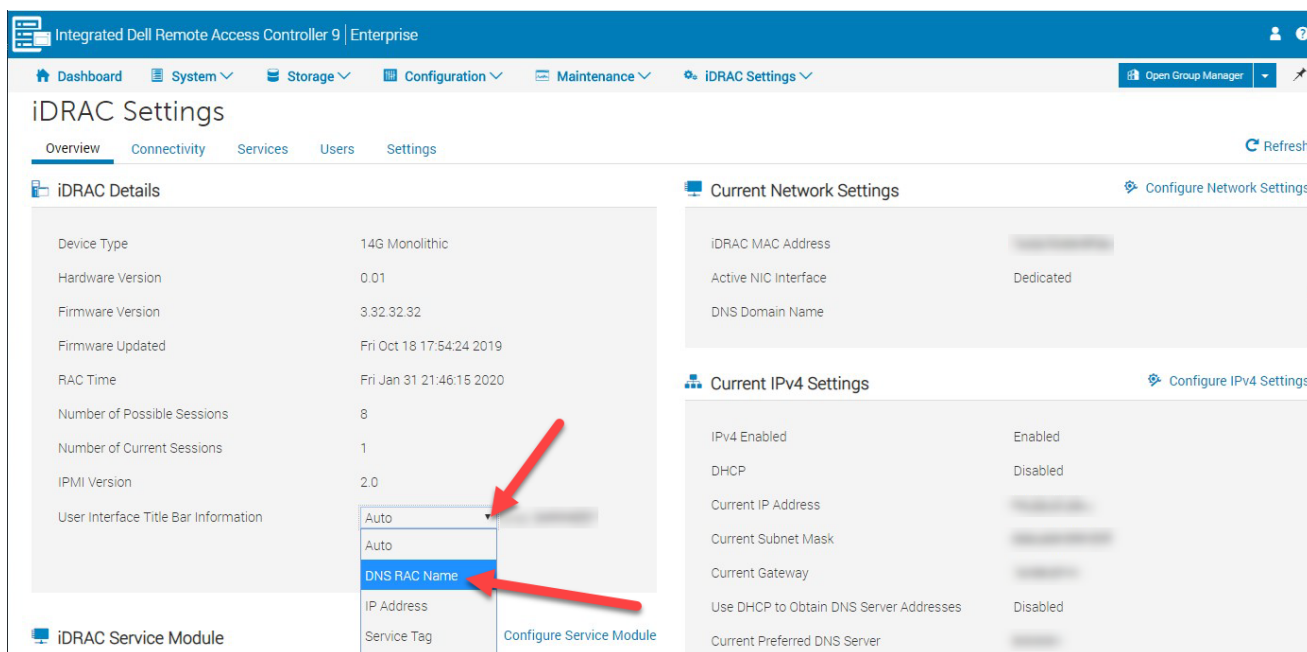 Integrated Dell Remote Access Controller 9 | Enterprise
Dashboard System Storage Configuration Maintenance iDRAC Settings Open Group Manager
iDRAC Settings
Overview Connectivity Services Users Settings Refresh
iDRAC Details
Device Type 14G Monolithic
Hardware Version 0.01
Firmware Version 3.32.32.32
Firmware Updated Fri Oct 18 17:54:24 2019
RAC Time Fri Jan 31 21:46:15 2020
Number of Possible Sessions 8
Number of Current Sessions 1
IPMI Version 2.0
User Interface Title Bar Information Auto
Auto
DNS RAC Name
IP Address
Service Tag
iDRAC Service Module Configure Service Module
Current Network Settings Configure Network Settings
iDRAC MAC Address
Active NIC Interface Dedicated
DNS Domain Name
Current IPv4 Settings Configure IPv4 Settings
IPv4 Enabled Enabled
DHCP Disabled
Current IP Address
Current Subnet Mask
Current Gateway
Use DHCP to Obtain DNS Server Addresses Disabled
Current Preferred DNS Server